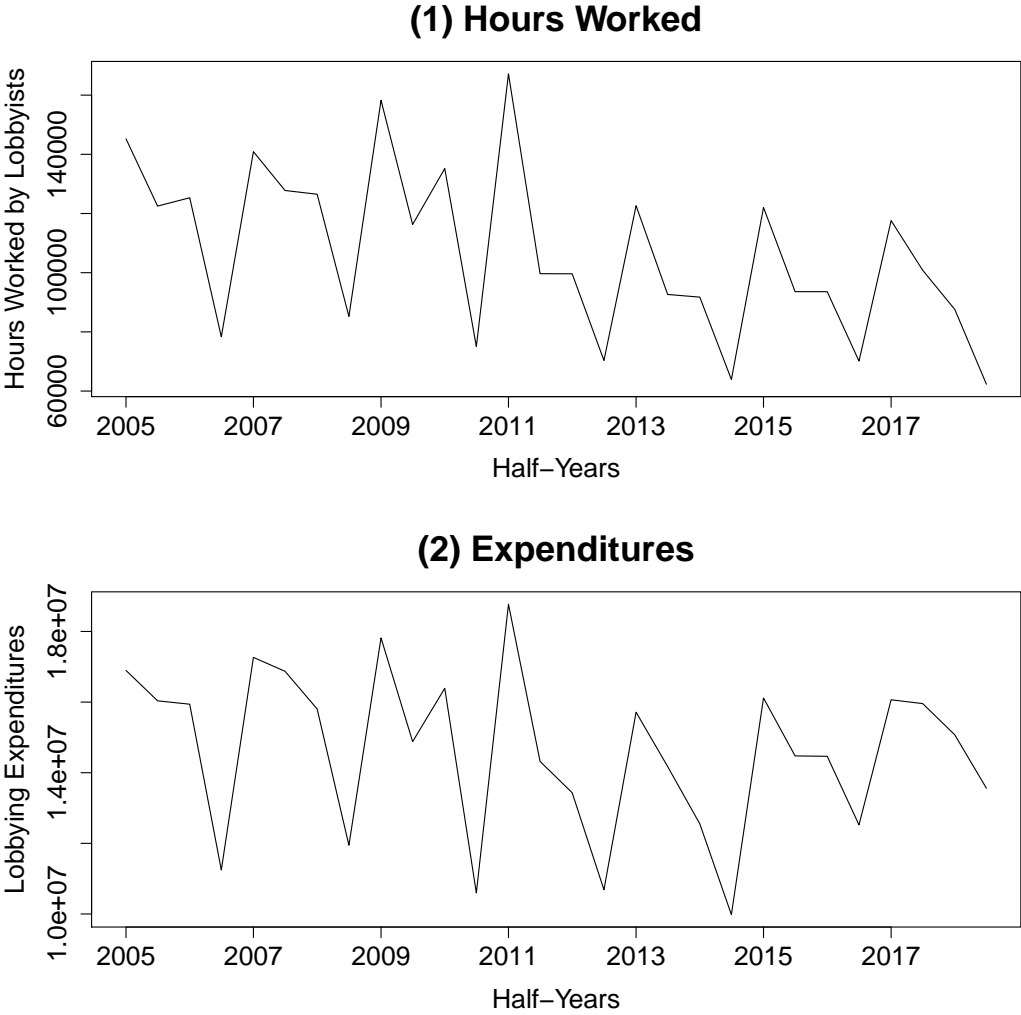 (1) Hours Worked
Hours Worked by Lobbyists
140000
100000
60000
2005 2007 2009 2011 2013 2015 2017
Half−Years
(2) Expenditures
Lobbying Expenditures
1.8e+07
1.4e+07
1.0e+07
2005 2007 2009 2011 2013 2015 2017
Half−Years